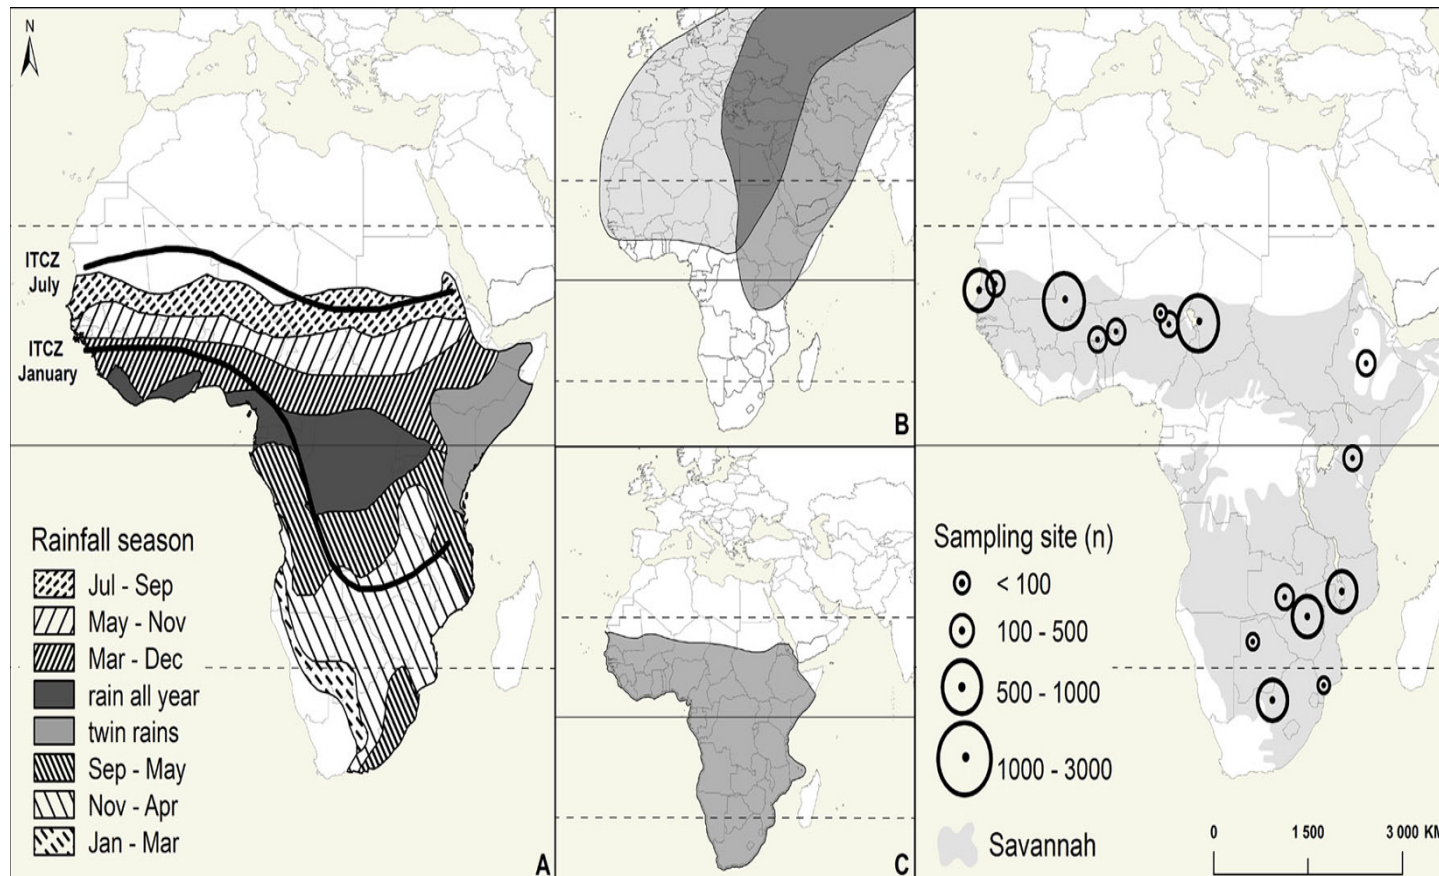 N
ITCZ
July
ITCZ
January
Rainfall season
Jul - Sep
May - Nov
Mar - Dec
rain all year
twin rains
Sep - May
Nov - Apr
Jan - Mar
A
B
C
Sampling site (n)
< 100
100 - 500
500 - 1000
1000 - 3000
Savannah
0 1 500 3 000 KM